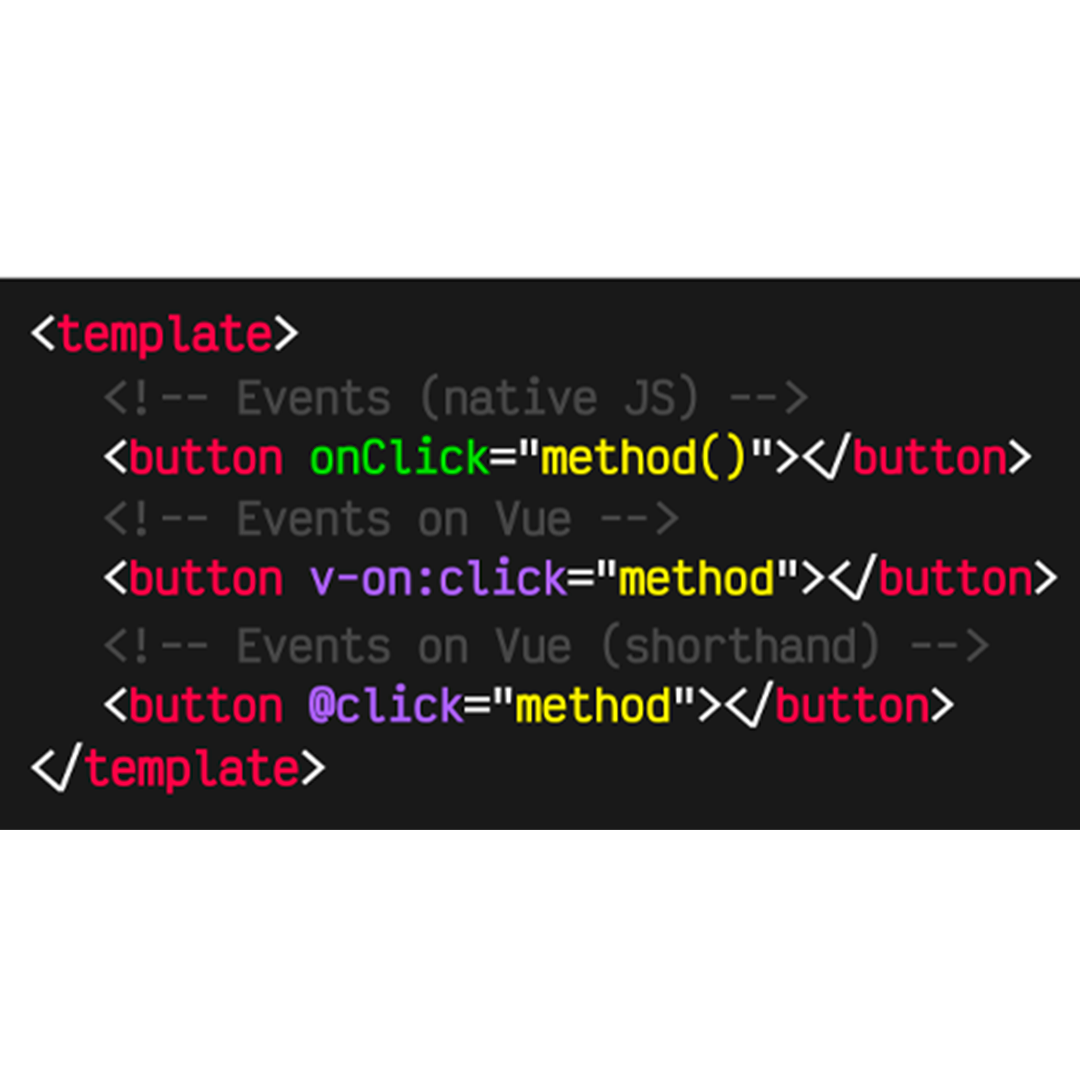 <template>
<!-- Events (native JS) -->
<button onClick="method()"></button>
<!-- Events on Vue -->
<button v-on:click="method"></button>
<!-- Events on Vue (shorthand) -->
<button @click="method"></button>
</template>